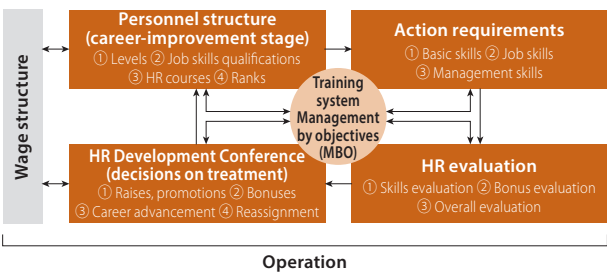 Wage structure
Personnel structure
(career-improvement stage)
① Levels ② Job skills qualifications
③ HR courses ④ Ranks
Action requirements
① Basic skills ② Job skills
③ Management skills
Training
system
Management
by objectives
(MBO)
HR Development Conference
(decisions on treatment)
① Raises, promotions ② Bonuses
③ Career advancement ④ Reassignment
HR evaluation
① Skills evaluation ② Bonus evaluation
③ Overall evaluation
Operation